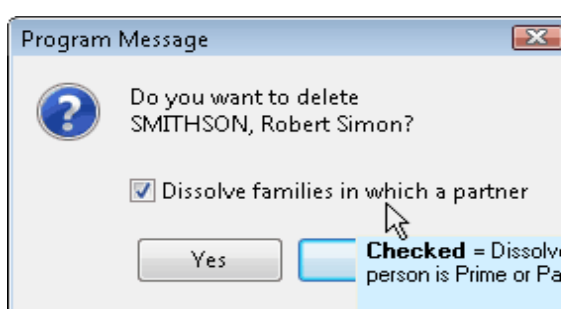 Program Message
Do you want to delete
SMITHSON, Robert Simon?
Dissolve families in which a partner
Yes
Checked = Dissolve
person is Prime or Pa